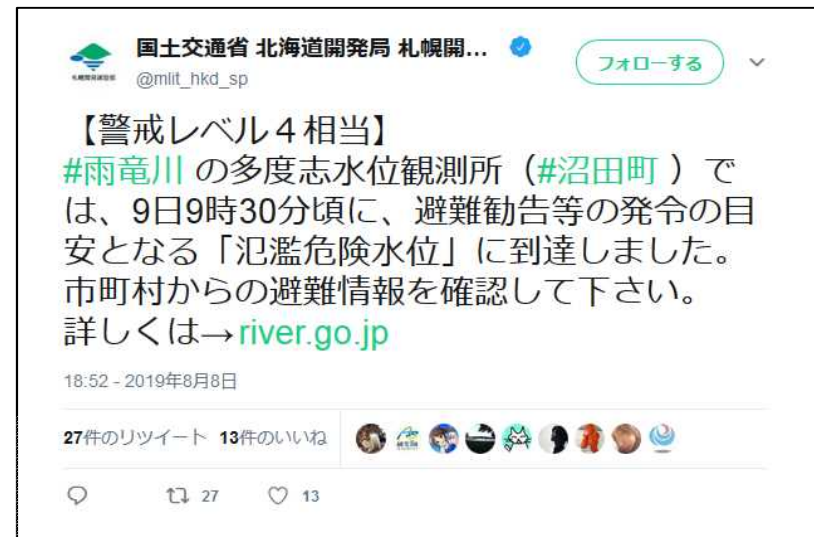 国土交通省 北海道開発局 札幌開...
@mlit_hkd_sp
フォローする
【警戒レベル４相当】
#雨竜川 の多度志水位観測所（#沼田町 ）で
は、9日9時30分頃に、避難勧告等の発令の目
安となる「氾濫危険水位」に到達しました。
市町村からの避難情報を確認して下さい。
詳しくは→river.go.jp
18:52 - 2019年8月8日
27件のリツイート 13件のいいね
27 13